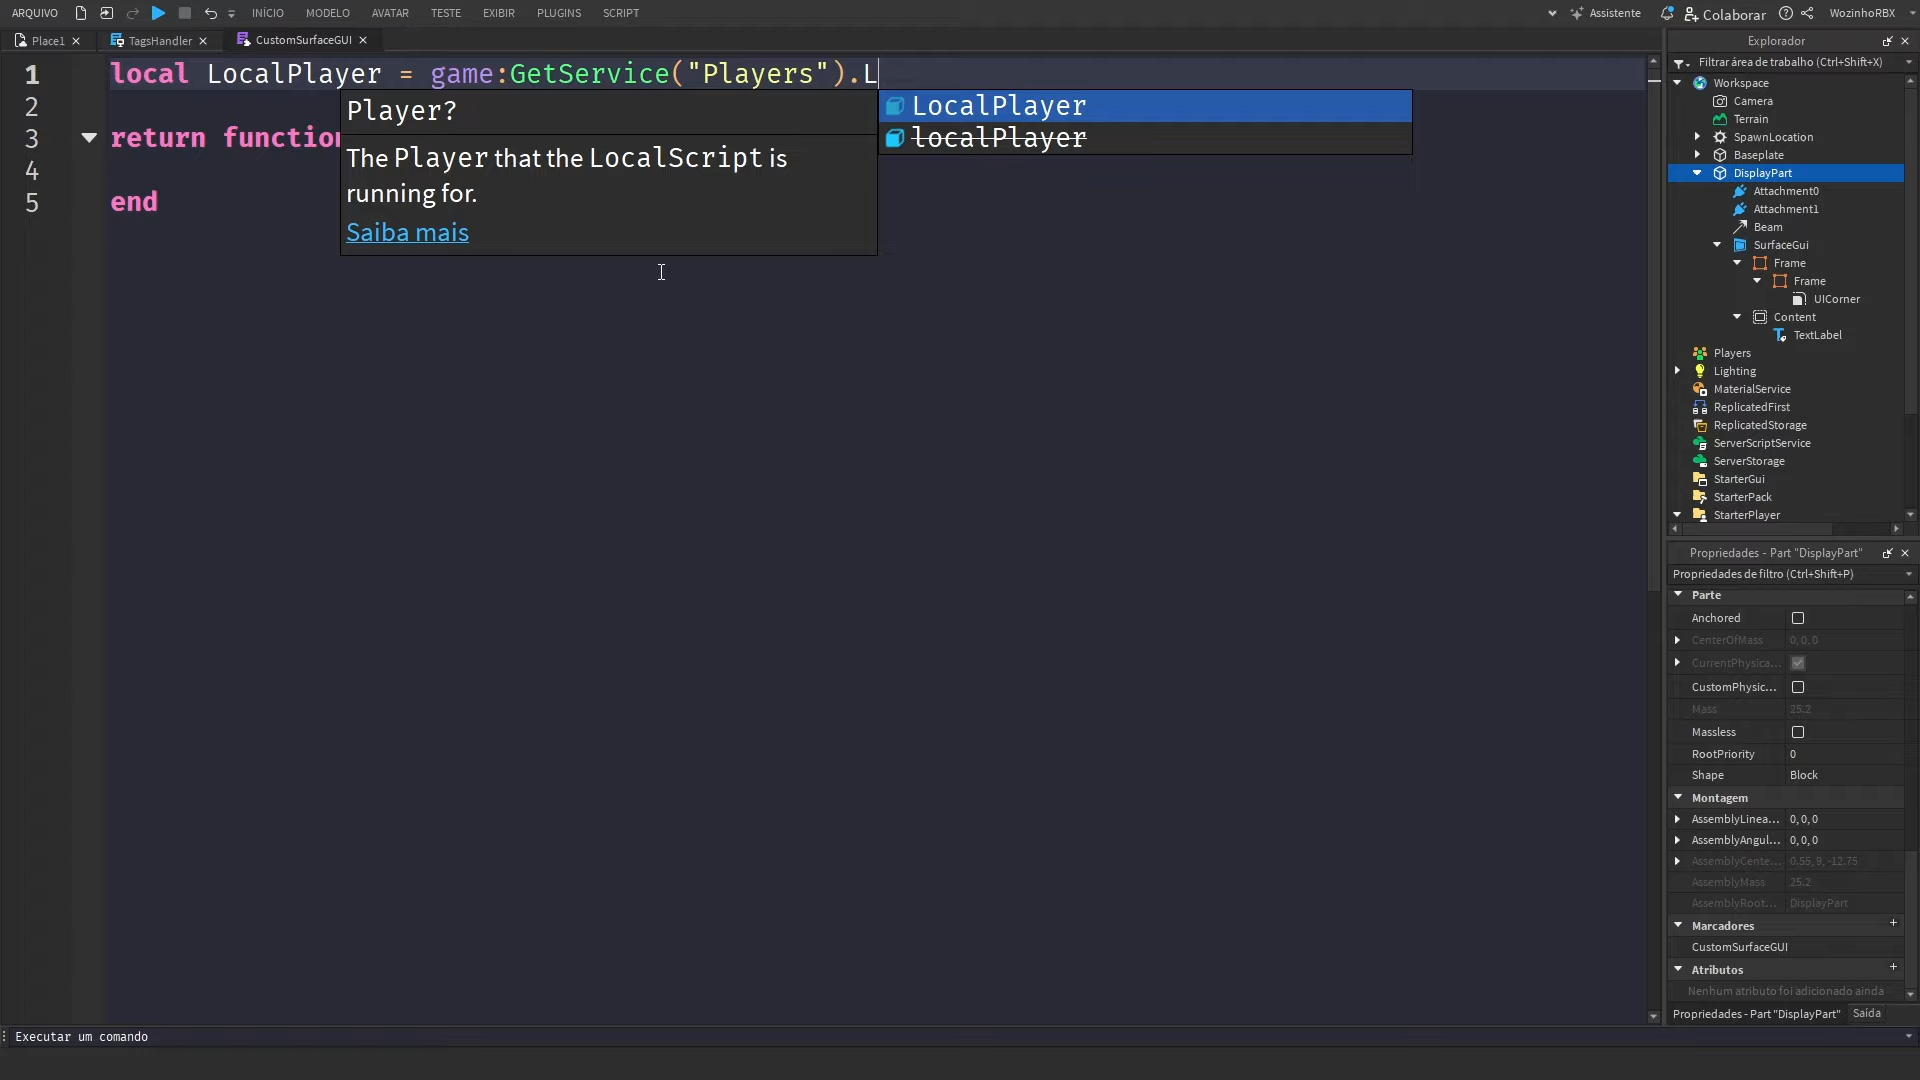 ARQUIVO INÍCIO MODELO AVATAR TESTE EXIBIR PLUGINS SCRIPT Assistente Colaborar WozinhoRBX
Place1 TagsHandler CustomSurfaceGUI
1 local LocalPlayer = game:GetService("Players").L
2
3 return function
4
5 end
Player?
The Player that the LocalScript is
running for.
Saiba mais
LocalPlayer
localPlayer
Explorador
Filtrar área de trabalho (Ctrl+Shift+X)
Workspace
Camera
Terrain
SpawnLocation
Baseplate
DisplayPart
Attachment0
Attachment1
Beam
SurfaceGui
Frame
Frame
UICorner
Content
TextLabel
Players
Lighting
MaterialService
ReplicatedFirst
ReplicatedStorage
ServerScriptService
ServerStorage
StarterGui
StarterPack
StarterPlayer
Propriedades - Part "DisplayPart"
Propriedades de filtro (Ctrl+Shift+P)
Parte
Anchored
CenterOfMass 0, 0, 0
CurrentPhysica...
CustomPhysic...
Mass 25.2
Massless
RootPriority 0
Shape Block
Montagem
AssemblyLinea... 0, 0, 0
AssemblyAngul... 0, 0, 0
AssemblyCente... 0.55, 9, -12.75
AssemblyMass 25.2
AssemblyRoot... DisplayPart
Marcadores +
CustomSurfaceGUI
Atributos +
Nenhum atributo foi adicionado ainda
Propriedades - Part "DisplayPart" Saída
Executar um comando